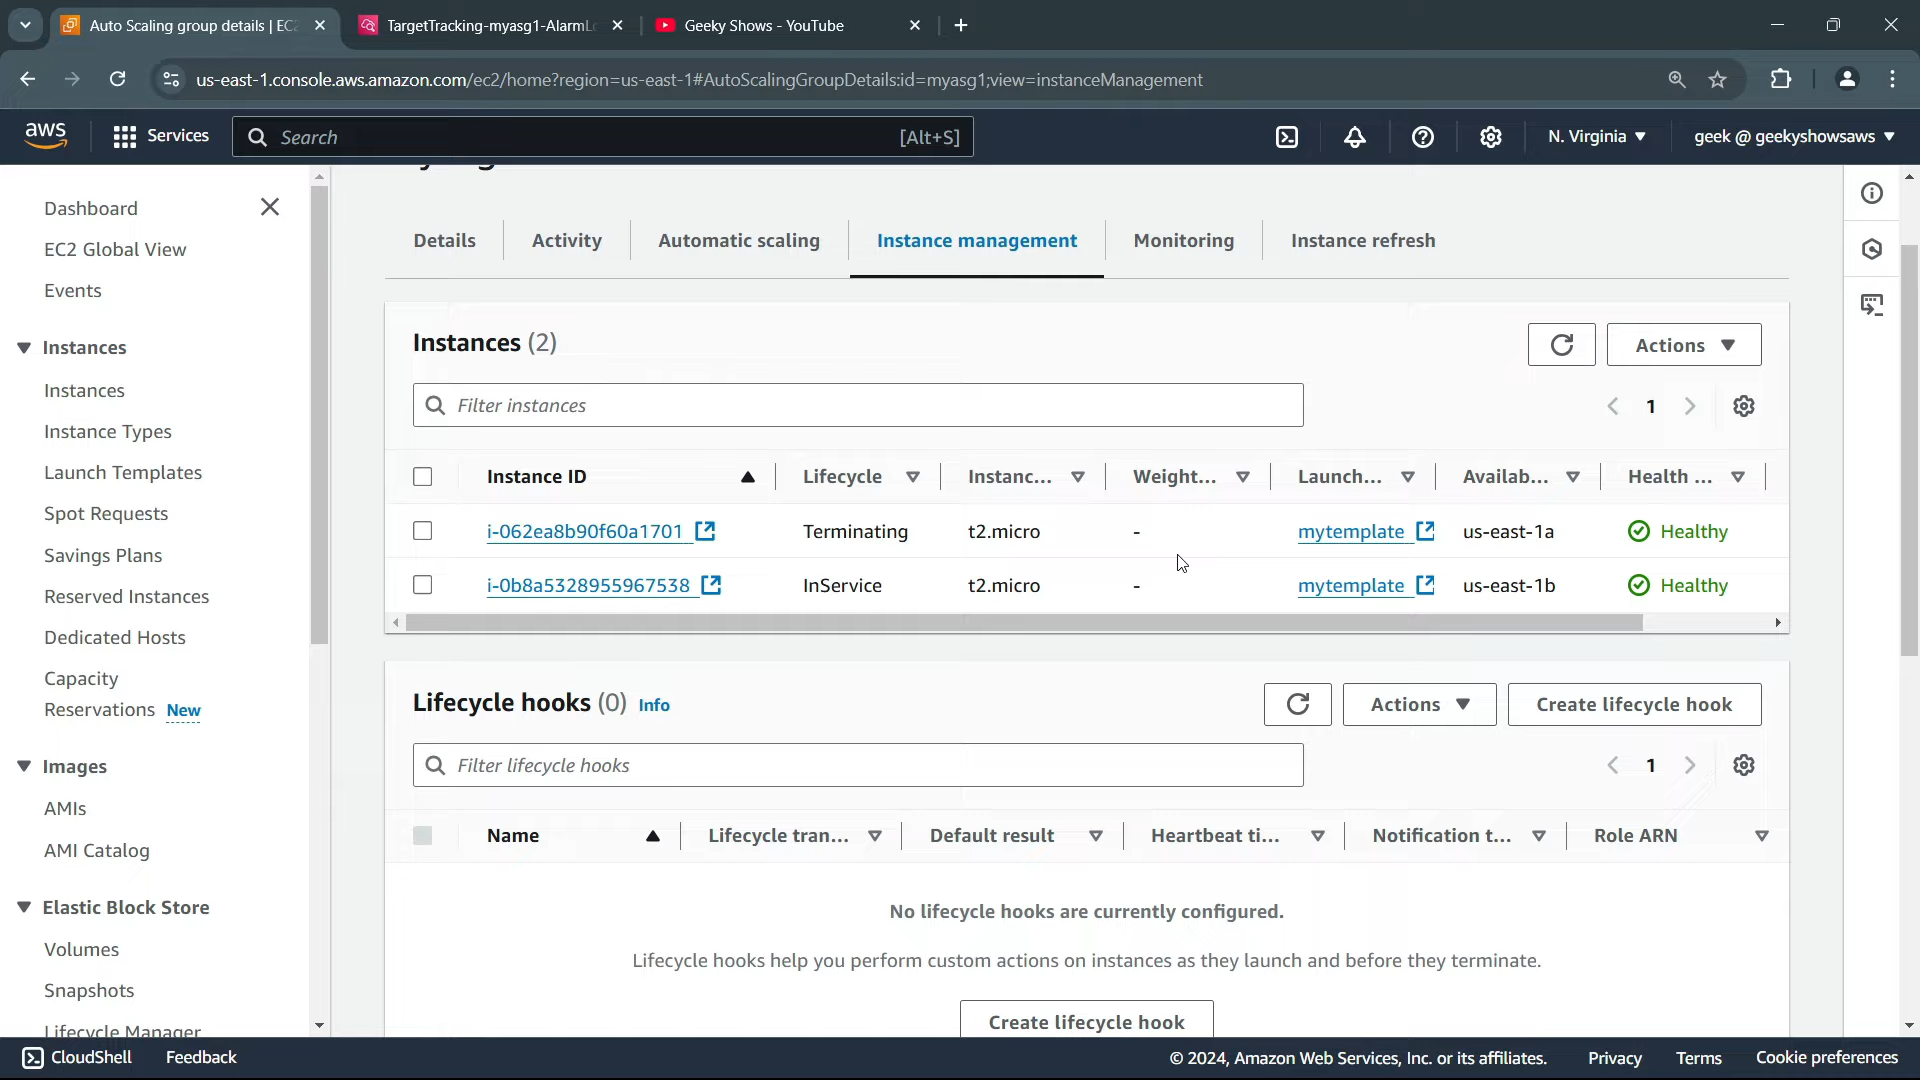 Auto Scaling group details | EC2
TargetTracking-myasg1-AlarmLo
Geeky Shows - YouTube
us-east-1.console.aws.amazon.com/ec2/home?region=us-east-1#AutoScalingGroupDetails:id=myasg1;view=instanceManagement
aws
Services
Search
[Alt+S]
N. Virginia
geek @ geekyshowsaws
Dashboard
EC2 Global View
Events
Instances
Instances
Instance Types
Launch Templates
Spot Requests
Savings Plans
Reserved Instances
Dedicated Hosts
Capacity
Reservations New
Images
AMIs
AMI Catalog
Elastic Block Store
Volumes
Snapshots
Lifecycle Manager
Details
Activity
Automatic scaling
Instance management
Monitoring
Instance refresh
Instances (2)
Actions
Filter instances
1
Instance ID Lifecycle Instanc... Weight... Launch... Availab... Health ...
i-062ea8b90f60a1701 Terminating t2.micro - mytemplate us-east-1a Healthy
i-0b8a5328955967538 InService t2.micro - mytemplate us-east-1b Healthy
Lifecycle hooks (0) Info
Actions
Create lifecycle hook
Filter lifecycle hooks
1
Name Lifecycle tran... Default result Heartbeat ti... Notification t... Role ARN
No lifecycle hooks are currently configured.
Lifecycle hooks help you perform custom actions on instances as they launch and before they terminate.
Create lifecycle hook
CloudShell
Feedback
© 2024, Amazon Web Services, Inc. or its affiliates.
Privacy
Terms
Cookie preferences